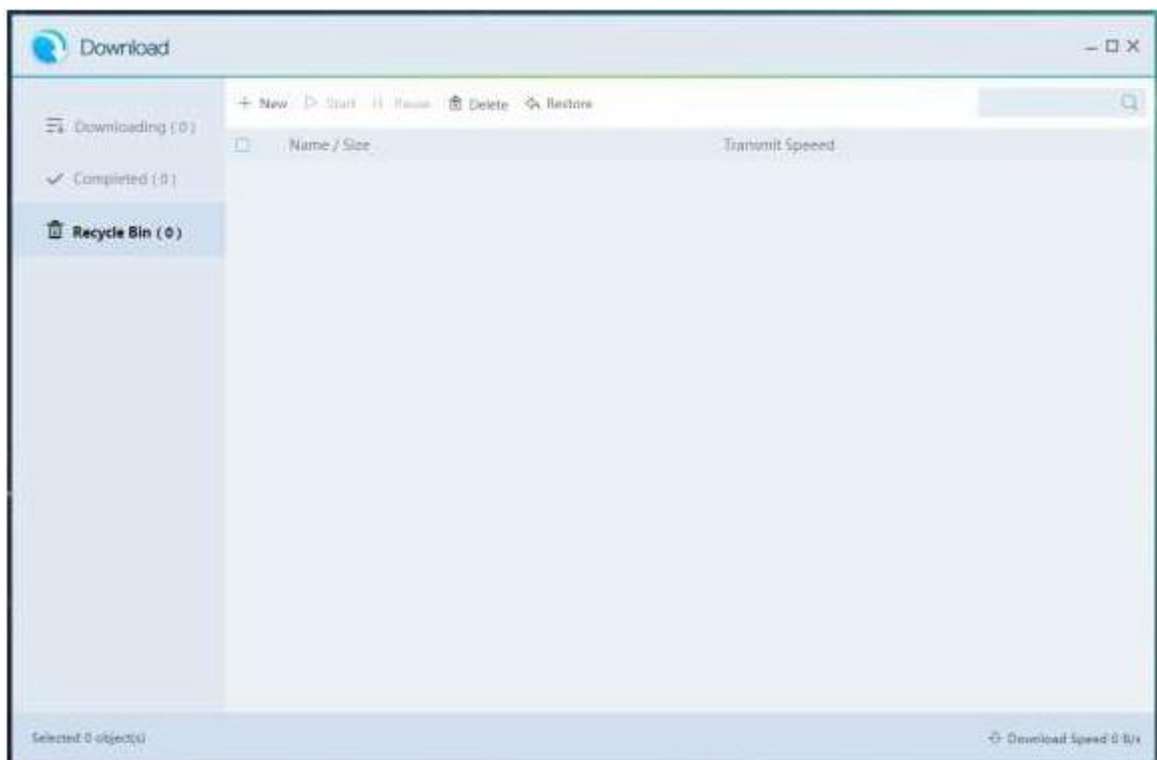 Download
Downloading ( 0 )
Completed ( 0 )
Recycle Bin ( 0 )
New Start Pause Delete Restore
Name / Size Transmit Speeed
Selected 0 object(s)
Download Speed 0 B/s